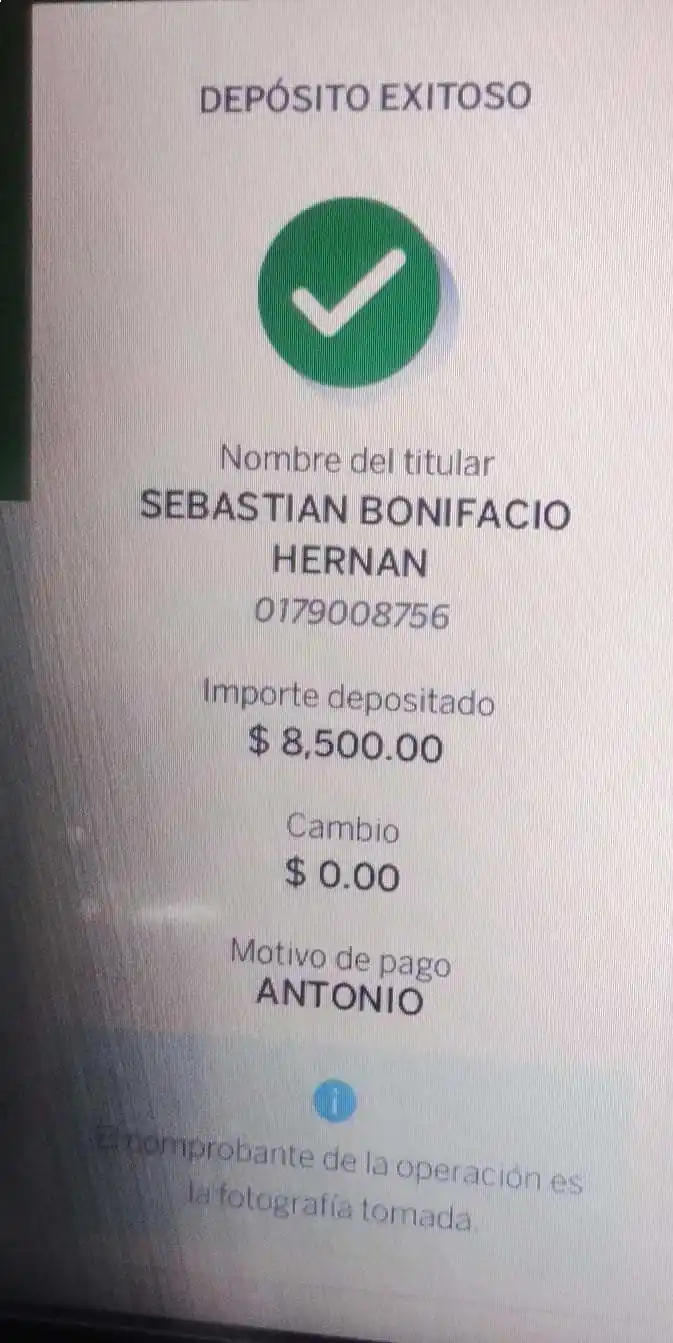 DEPÓSITO EXITOSO
Nombre del titular
SEBASTIAN BONIFACIO
HERNAN
0179008756
Importe depositado
$ 8,500.00
Cambio
$ 0.00
Motivo de pago
ANTONIO
i
El comprobante de la operación es
la fotografía tomada.